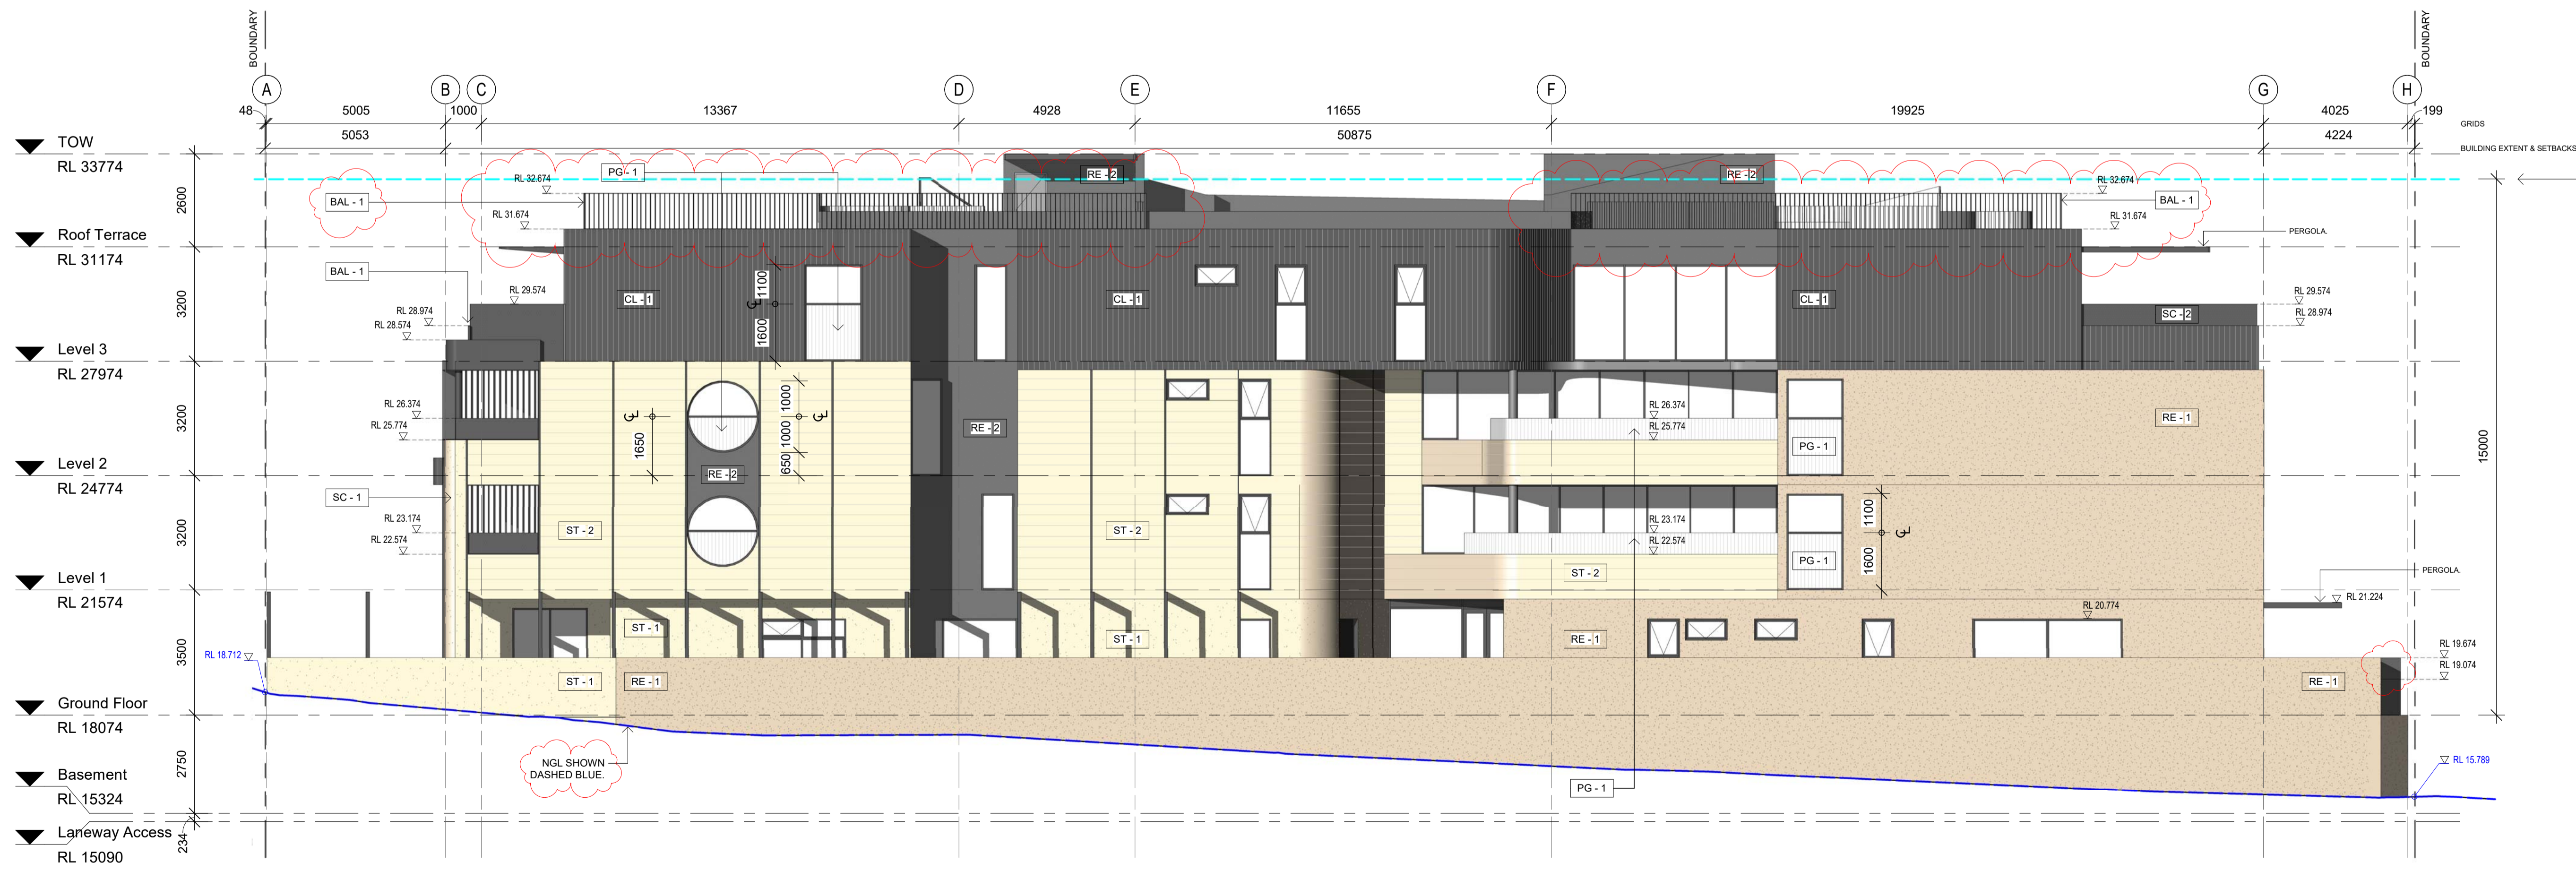 BOUNDARY
BOUNDARY
A B C D E F G H
48 5005 1000 13367 4928 11655 19925 4025 199
GRIDS
5053 50875 4224
BUILDING EXTENT & SETBACKS
TOW
RL 33774
2600
Roof Terrace
RL 31174
3200
Level 3
RL 27974
3200
Level 2
RL 24774
3200
Level 1
RL 21574
3500
Ground Floor
RL 18074
2750
Basement
RL 15324
Laneway Access
RL 15090
234
BAL - 1
BAL - 1
SC - 1
RL 32.674
RL 31.674
RL 29.574
RL 28.974
RL 28.574
RL 26.374
RL 25.774
RL 23.174
RL 22.574
RL 18.712
PG - 1
RE - 2
RE - 2
RL 32.674
BAL - 1
RL 31.674
PERGOLA.
CL - 1
1100
1600
CL - 1
CL - 1
SC - 2
RL 29.574
RL 28.974
1000
1000
650
1650
RE - 2
RE - 2
RL 26.374
RL 25.774
PG - 1
RE - 1
ST - 2
ST - 2
RL 23.174
RL 22.574
ST - 2
PG - 1
1100
1600
15000
PERGOLA.
RL 21.224
RL 20.774
ST - 1
ST - 1
RE - 1
RL 19.674
RL 19.074
ST - 1
RE - 1
RE - 1
NGL SHOWN
DASHED BLUE.
PG - 1
RL 15.789